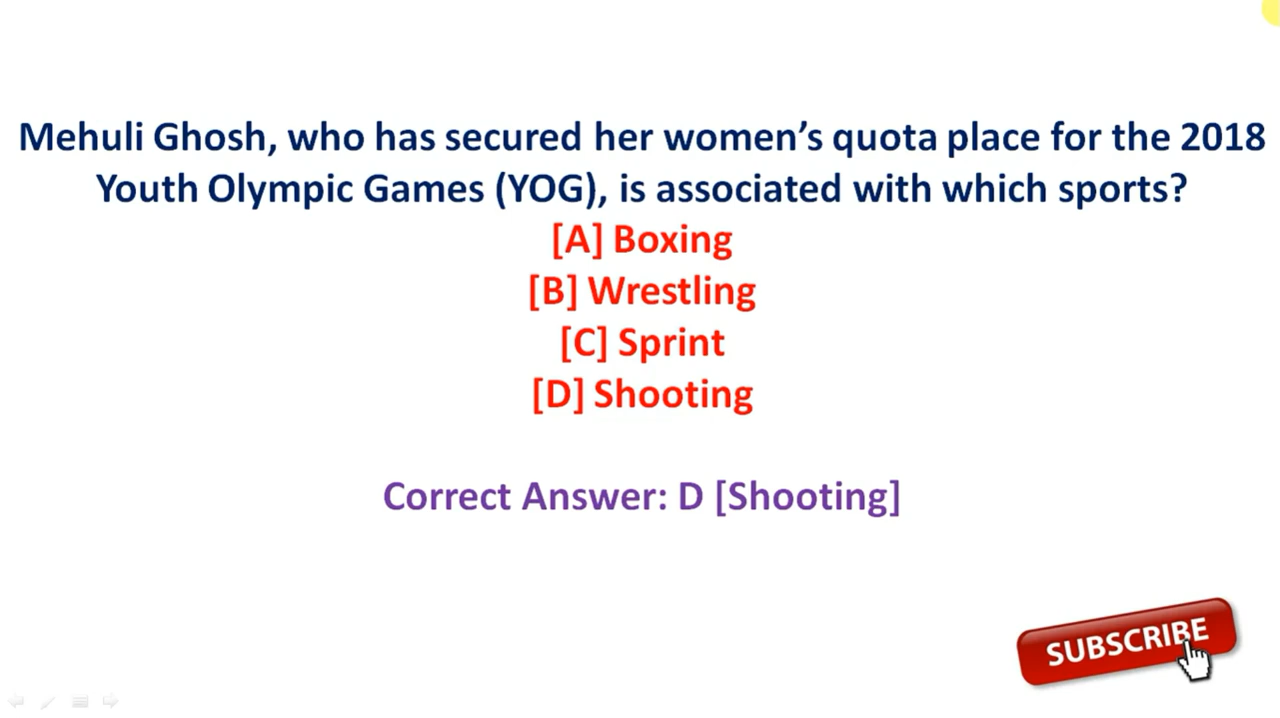 Mehuli Ghosh, who has secured her women’s quota place for the 2018
Youth Olympic Games (YOG), is associated with which sports?
[A] Boxing
[B] Wrestling
[C] Sprint
[D] Shooting
Correct Answer: D [Shooting]
SUBSCRIBE